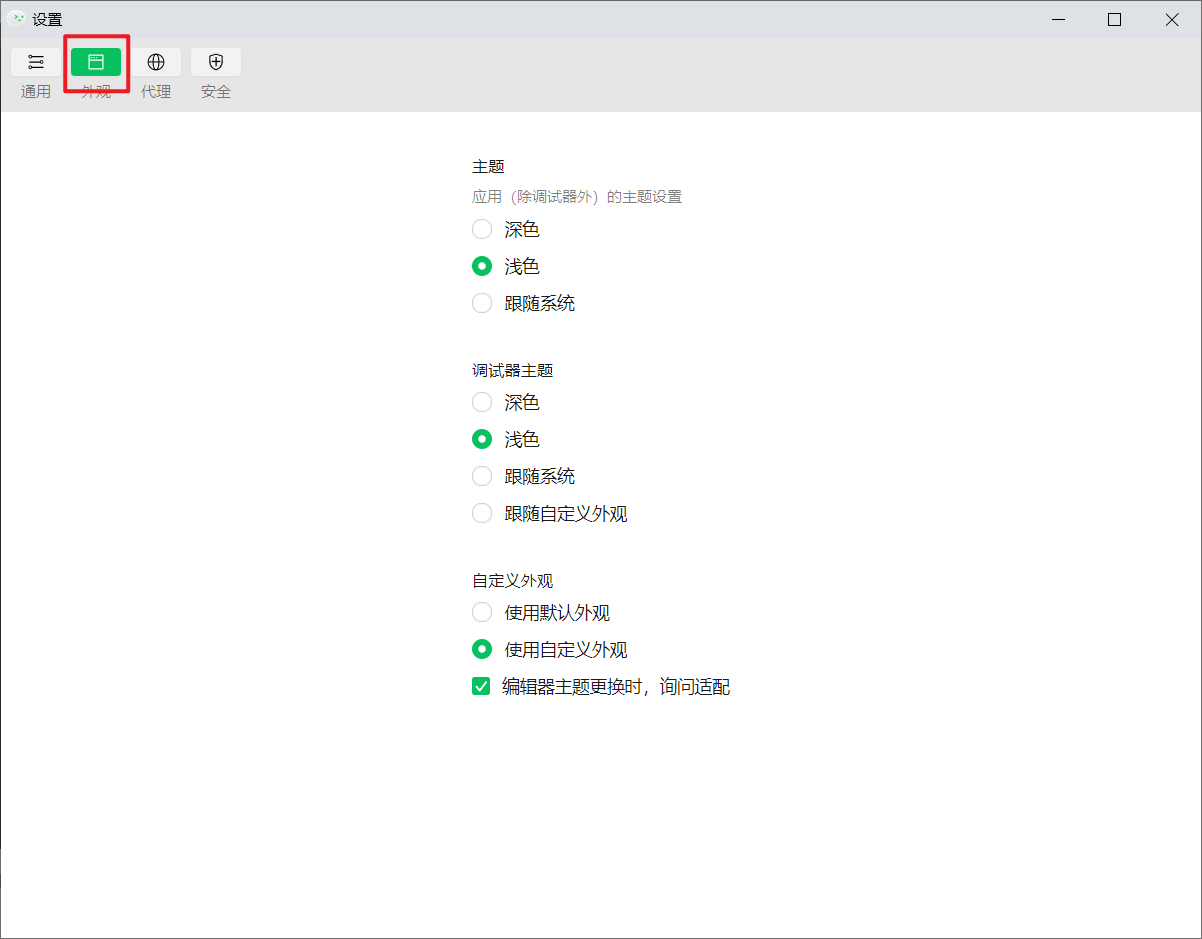 设置
通用 外观 代理 安全
主题
应用（除调试器外）的主题设置
深色
浅色
跟随系统
调试器主题
深色
浅色
跟随系统
跟随自定义外观
自定义外观
使用默认外观
使用自定义外观
编辑器主题更换时，询问适配